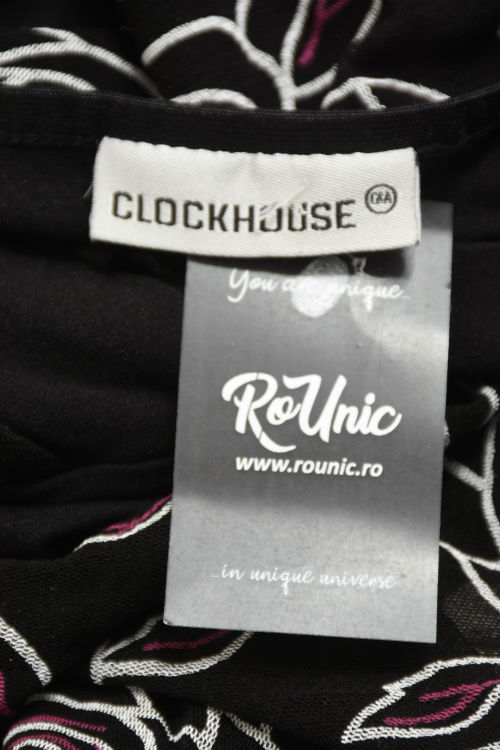 CLOCKHOUSE C&A
You are unique...
RoUnic
www.rounic.ro
...in unique universe